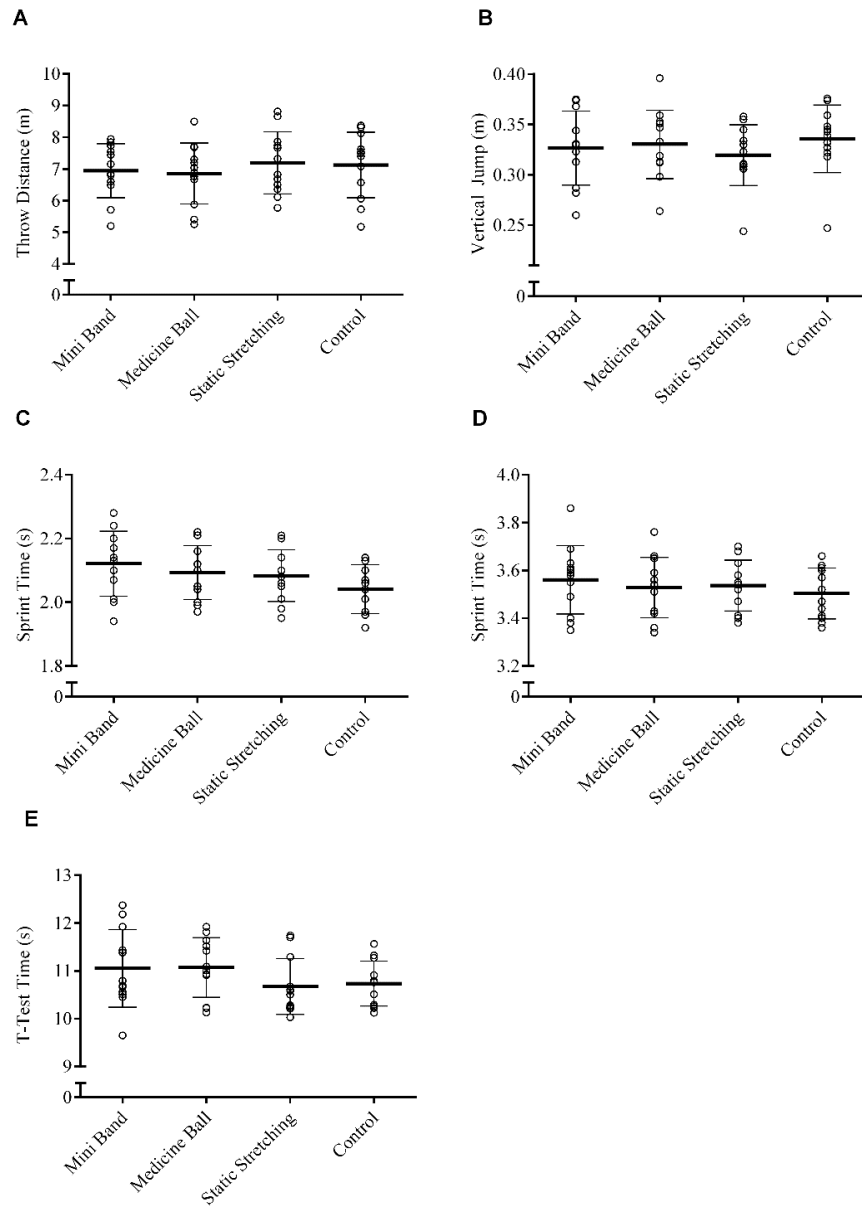 A
Throw Distance (m)
10
9
8
7
6
5
4
0
Mini Band
Medicine Ball
Static Stretching
Control
B
Vertical Jump (m)
0.40
0.35
0.30
0.25
0
Mini Band
Medicine Ball
Static Stretching
Control
C
Sprint Time (s)
2.4
2.2
2.0
1.8
0
Mini Band
Medicine Ball
Static Stretching
Control
D
Sprint Time (s)
4.0
3.8
3.6
3.4
3.2
0
Mini Band
Medicine Ball
Static Stretching
Control
E
T-Test Time (s)
13
12
11
10
9
0
Mini Band
Medicine Ball
Static Stretching
Control